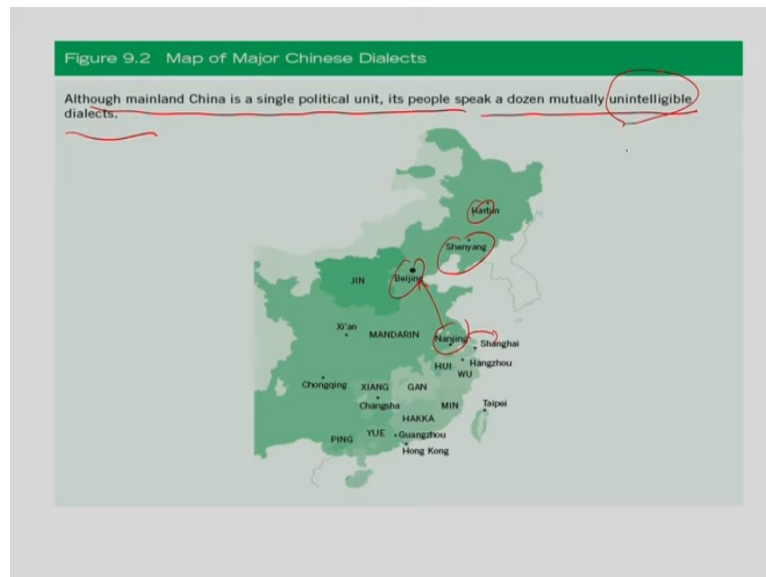 Figure 9.2 Map of Major Chinese Dialects
Although mainland China is a single political unit, its people speak a dozen mutually unintelligible
dialects.
Harbin
Shenyang
Beijing
JIN
Xi'an
MANDARIN
Nanjing
Shanghai
HUI
Hangzhou
WU
Chongqing
XIANG
GAN
Changsha
MIN
Taipei
HAKKA
YUE
Guangzhou
PING
Hong Kong